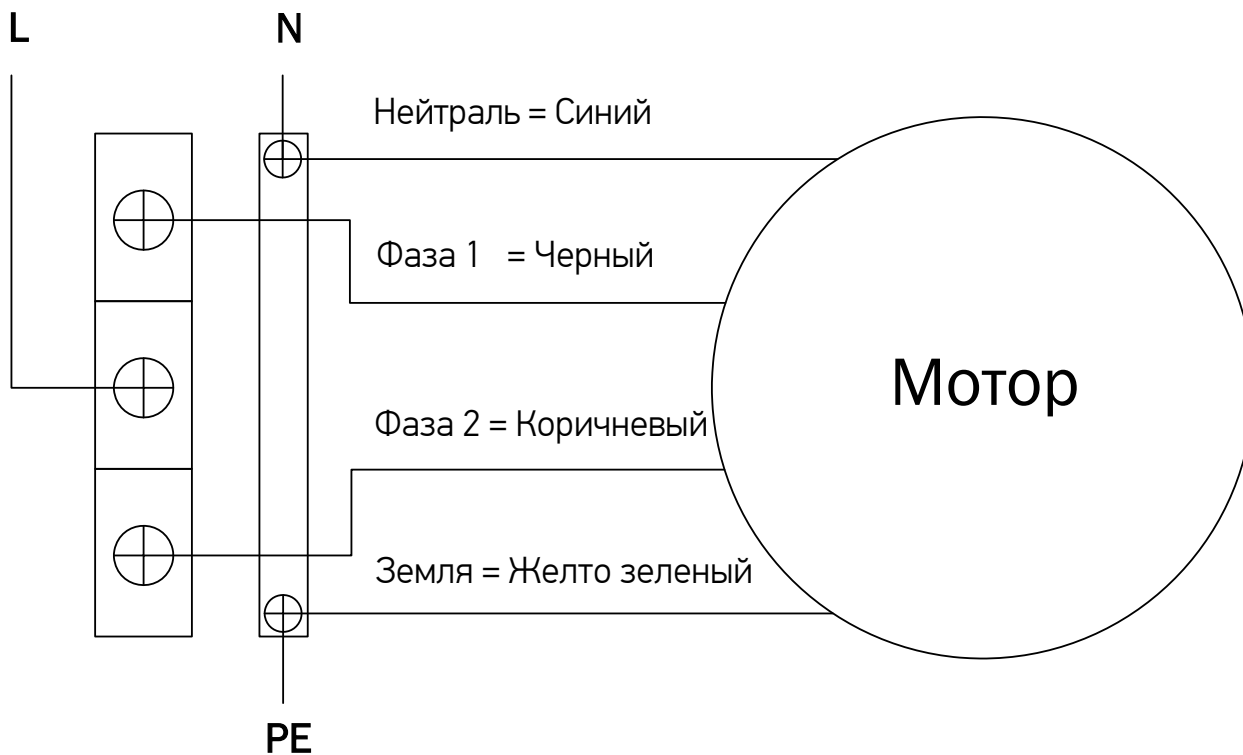 L
N
Нейтраль = Синий
Фаза 1 = Черный
Мотор
Фаза 2 = Коричневый
Земля = Желто зеленый
PE